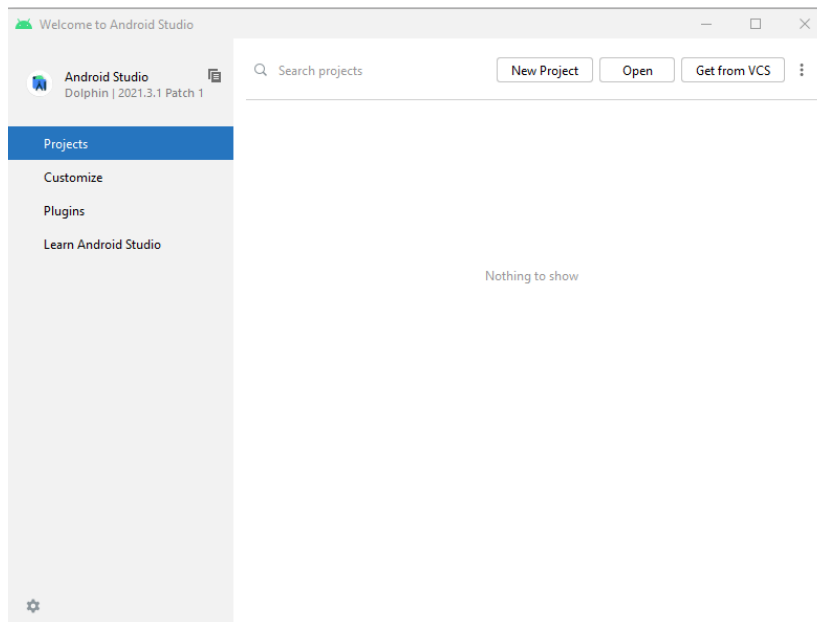 Welcome to Android Studio
Android Studio
Dolphin | 2021.3.1 Patch 1
Search projects
New Project
Open
Get from VCS
Projects
Customize
Plugins
Learn Android Studio
Nothing to show